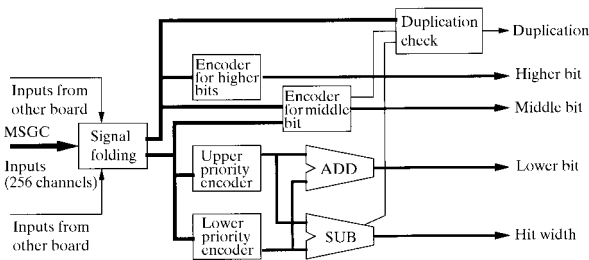 Inputs from
other board
MSGC
Inputs
(256 channels)
Inputs from
other board
Signal
folding
Encoder
for higher
bits
Encoder
for middle
bit
Upper
priority
encoder
Lower
priority
encoder
ADD
SUB
Duplication
check
Duplication
Higher bit
Middle bit
Lower bit
Hit width